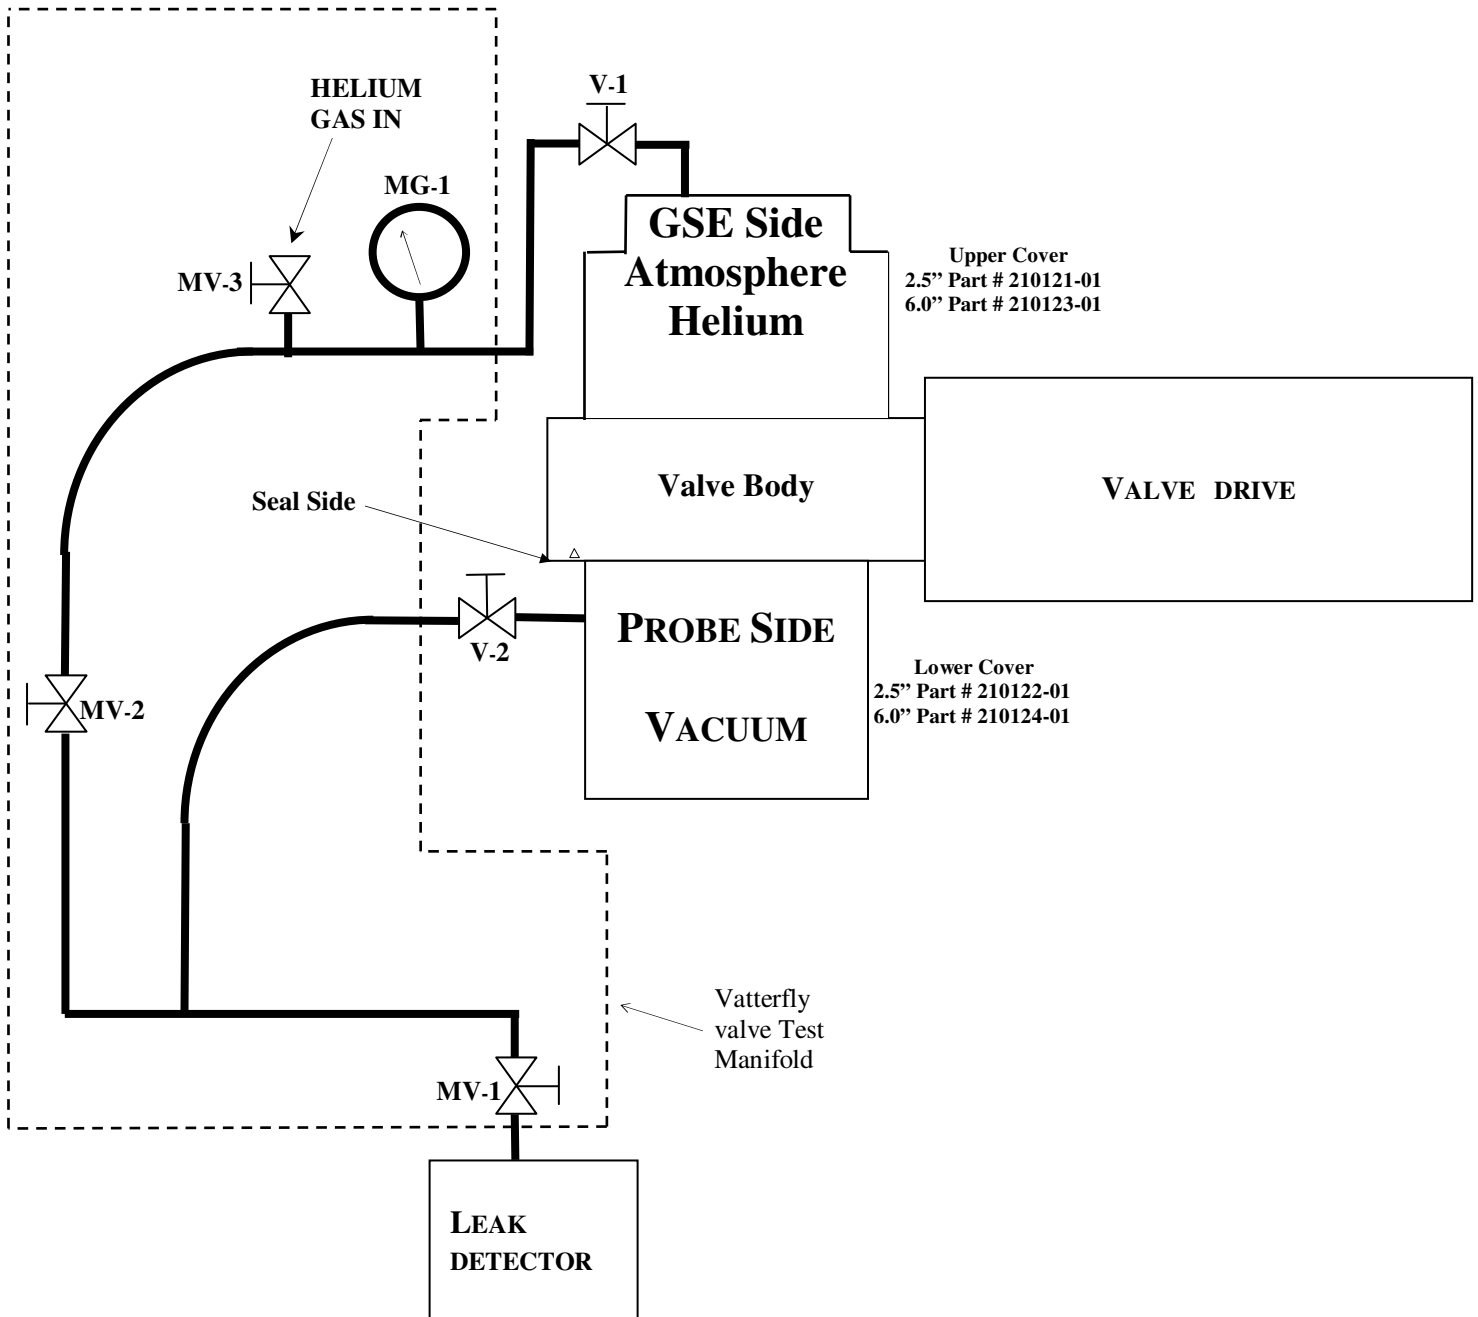 HELIUM
GAS IN
V-1
MG-1
MV-3
GSE Side
Atmosphere
Helium
Upper Cover
2.5” Part # 210121-01
6.0” Part # 210123-01
Valve Body
VALVE DRIVE
Seal Side
PROBE SIDE
VACUUM
V-2
Lower Cover
2.5” Part # 210122-01
6.0” Part # 210124-01
MV-2
Vatterfly
valve Test
Manifold
MV-1
LEAK
DETECTOR